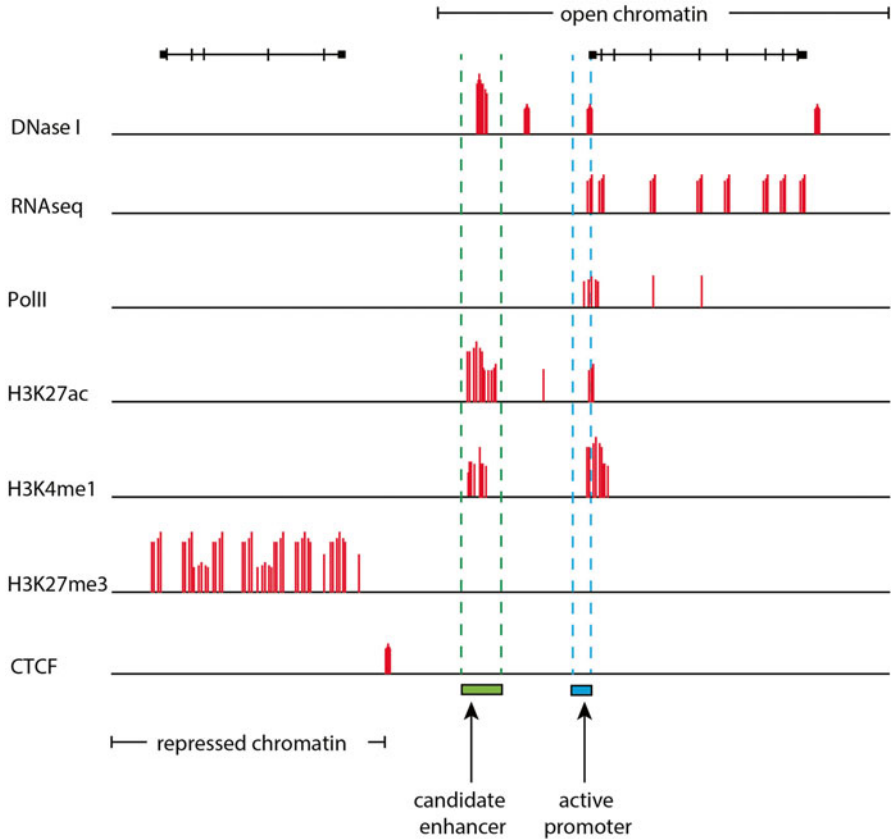 open chromatin
DNase I
RNAseq
PolII
H3K27ac
H3K4me1
H3K27me3
CTCF
repressed chromatin
candidate
enhancer
active
promoter